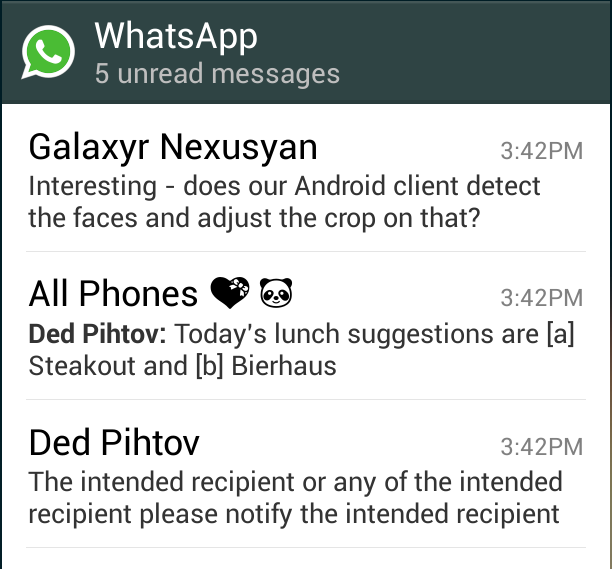 WhatsApp
5 unread messages
Galaxyr Nexusyan 3:42PM
Interesting - does our Android client detect
the faces and adjust the crop on that?
All Phones 💝 🐼 3:42PM
Ded Pihtov: Today's lunch suggestions are [a]
Steakout and [b] Bierhaus
Ded Pihtov 3:42PM
The intended recipient or any of the intended
recipient please notify the intended recipient